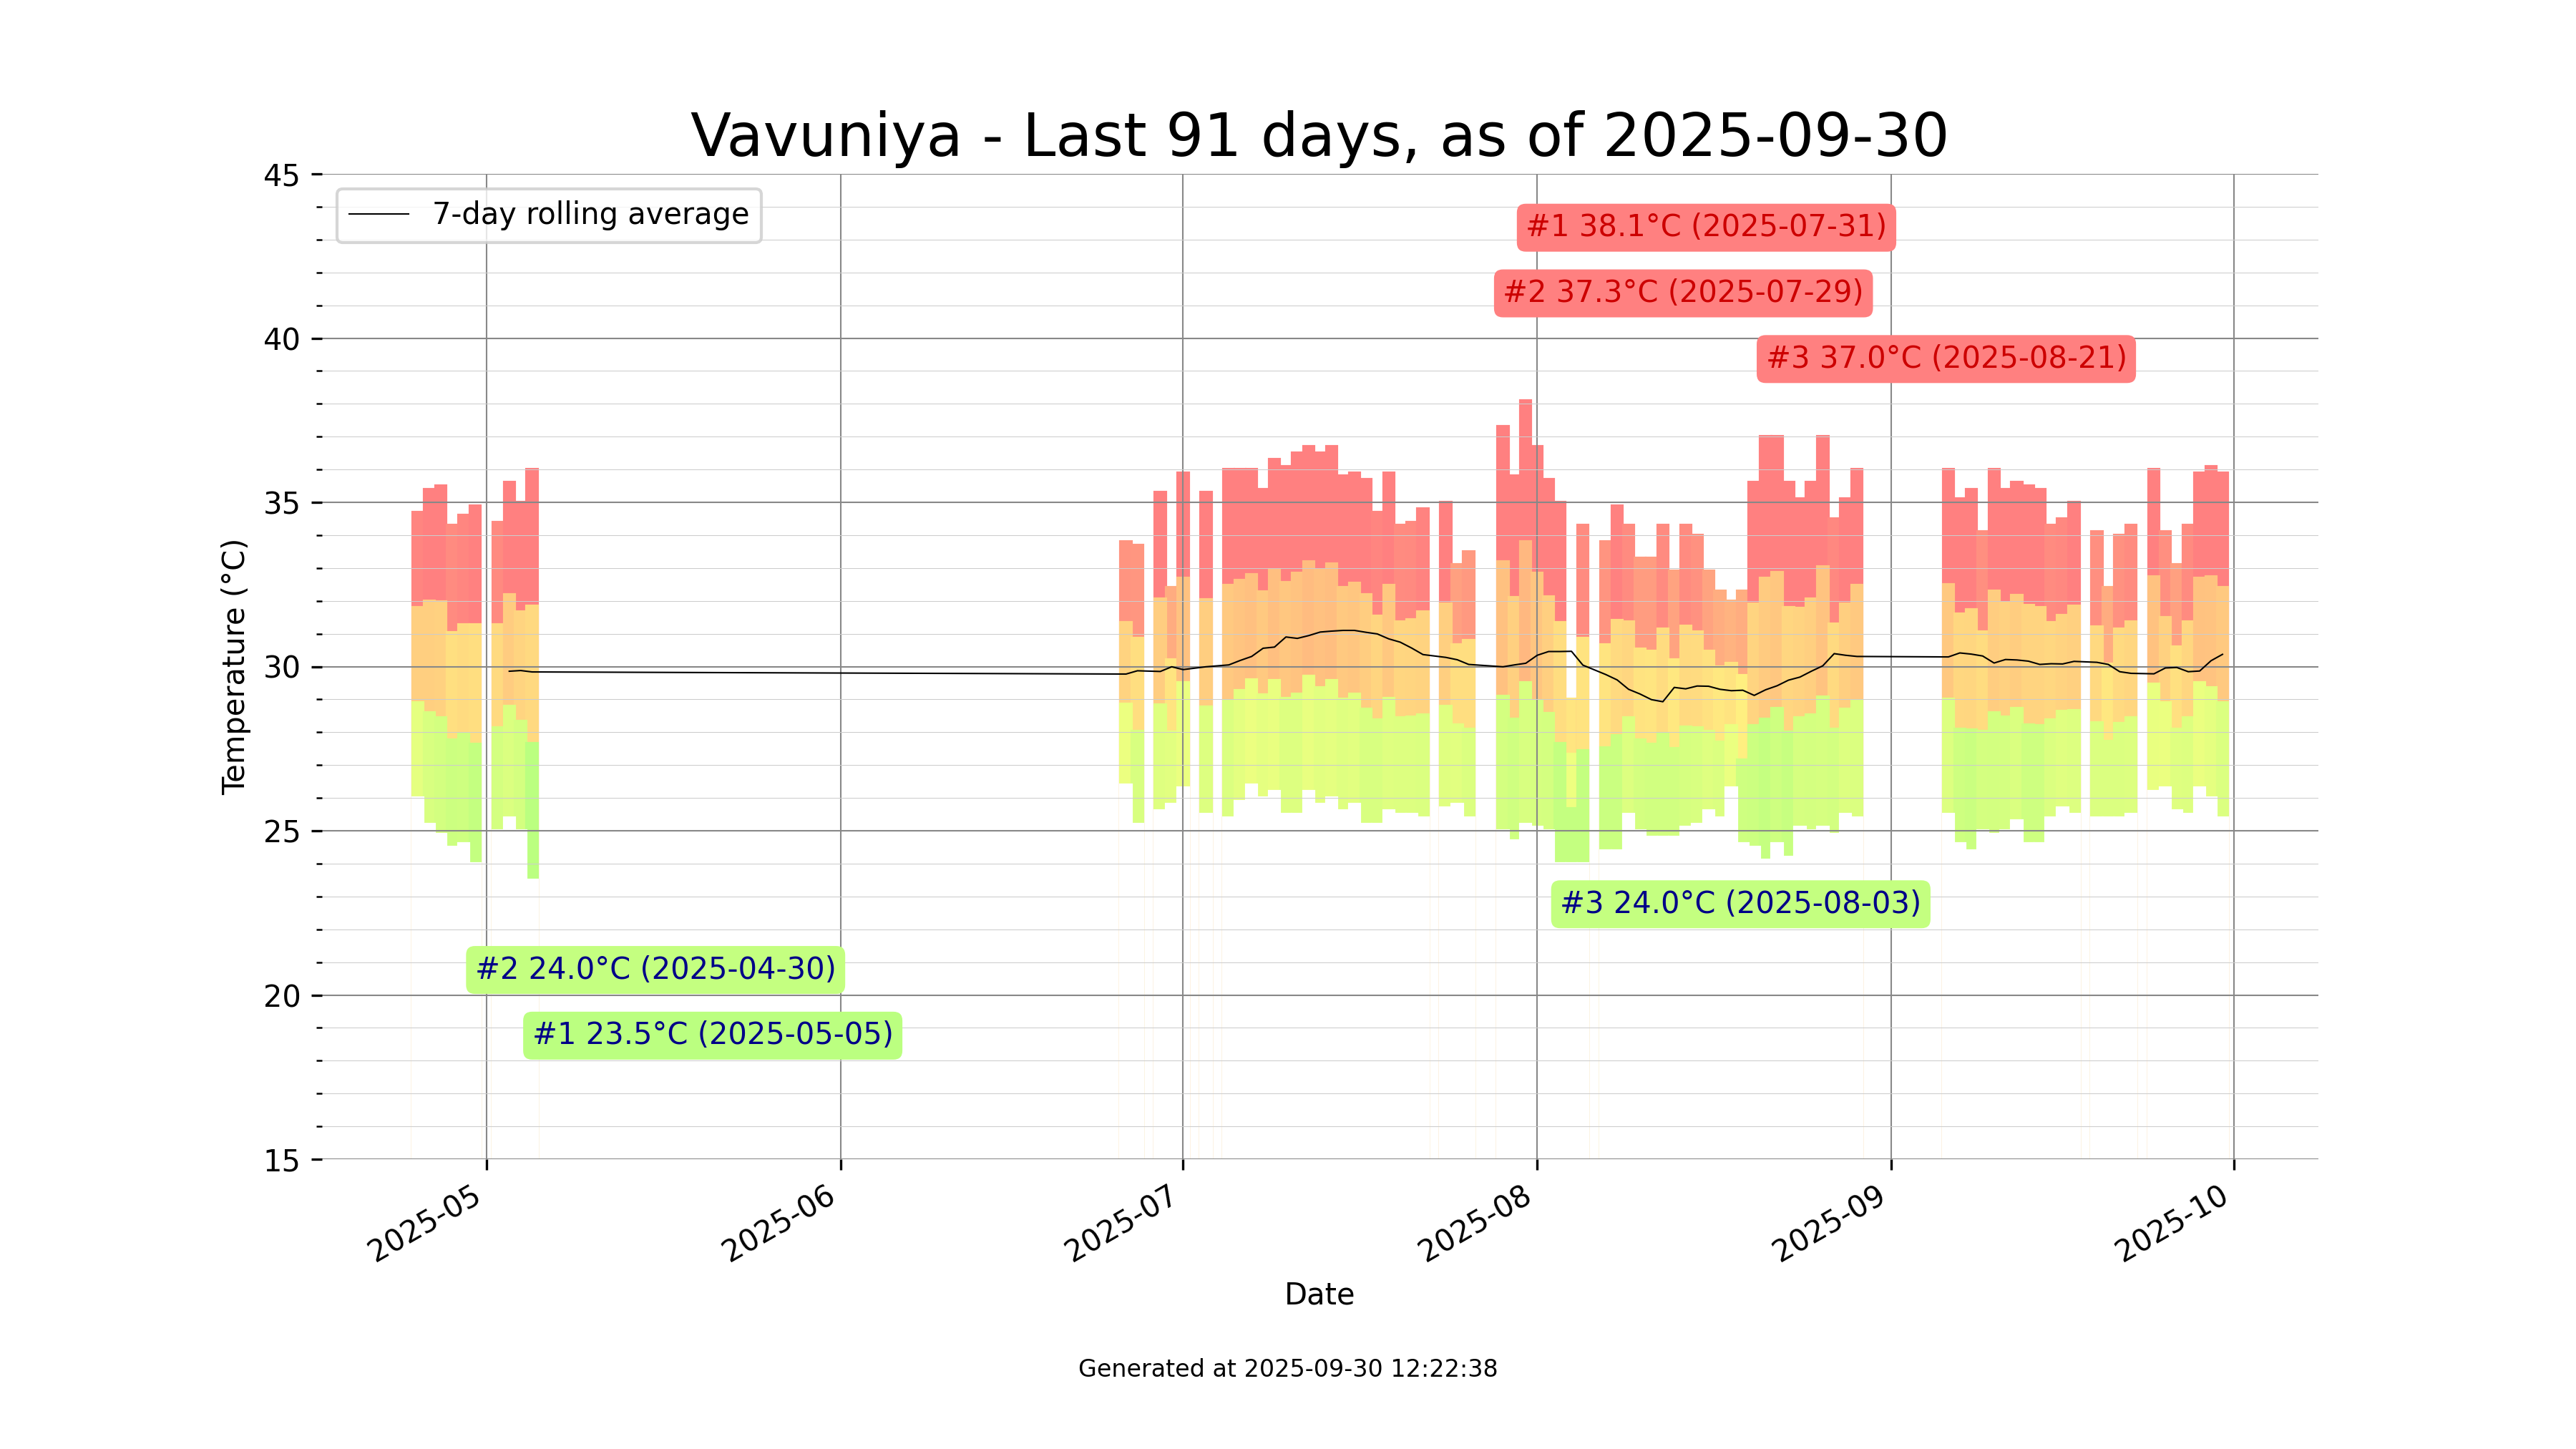 Vavuniya - Last 91 days, as of 2025-09-30
45
7-day rolling average
#1 38.1°C (2025-07-31)
#2 37.3°C (2025-07-29)
40
#3 37.0°C (2025-08-21)
35
Temperature (°C)
30
25
#3 24.0°C (2025-08-03)
#2 24.0°C (2025-04-30)
20
#1 23.5°C (2025-05-05)
15
2025-05
2025-06
2025-07
2025-08
2025-09
2025-10
Date
Generated at 2025-09-30 12:22:38